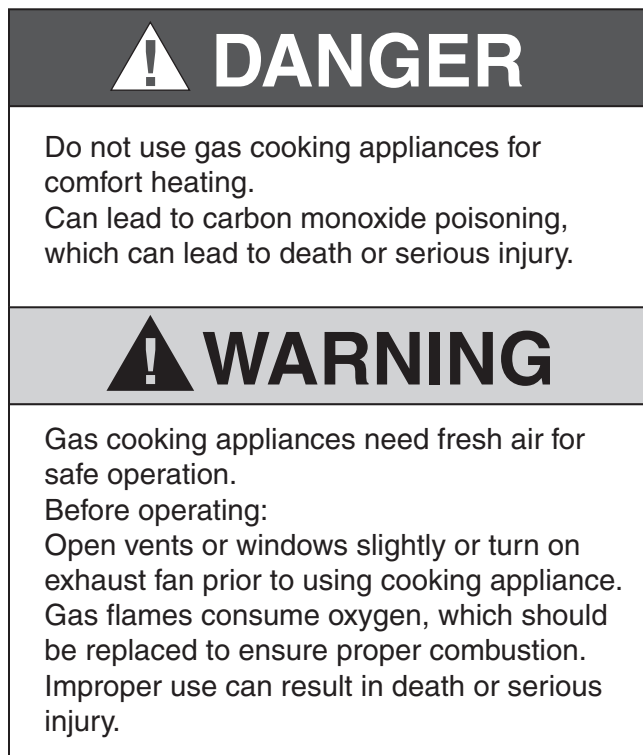 ! DANGER
Do not use gas cooking appliances for
comfort heating.
Can lead to carbon monoxide poisoning,
which can lead to death or serious injury.
! WARNING
Gas cooking appliances need fresh air for
safe operation.
Before operating:
Open vents or windows slightly or turn on
exhaust fan prior to using cooking appliance.
Gas flames consume oxygen, which should
be replaced to ensure proper combustion.
Improper use can result in death or serious
injury.